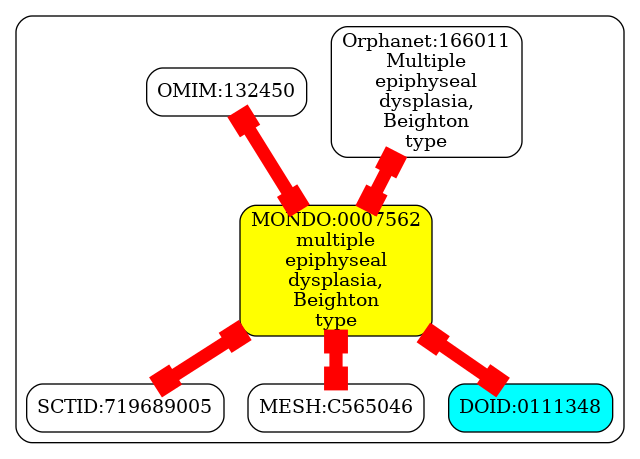 OMIM:132450
Orphanet:166011
Multiple
epiphyseal
dysplasia,
Beighton
type
MONDO:0007562
multiple
epiphyseal
dysplasia,
Beighton
type
SCTID:719689005
MESH:C565046
DOID:0111348